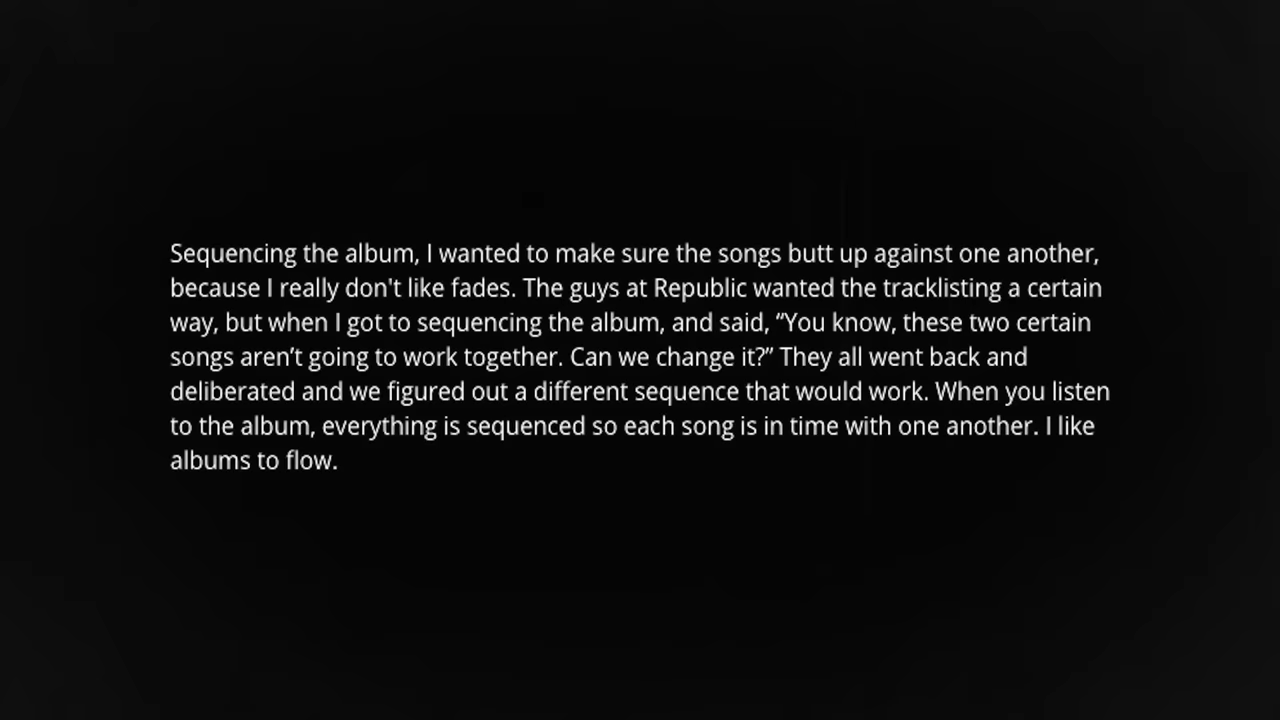 Sequencing the album, I wanted to make sure the songs butt up against one another,
because I really don't like fades. The guys at Republic wanted the tracklisting a certain
way, but when I got to sequencing the album, and said, “You know, these two certain
songs aren’t going to work together. Can we change it?” They all went back and
deliberated and we figured out a different sequence that would work. When you listen
to the album, everything is sequenced so each song is in time with one another. I like
albums to flow.